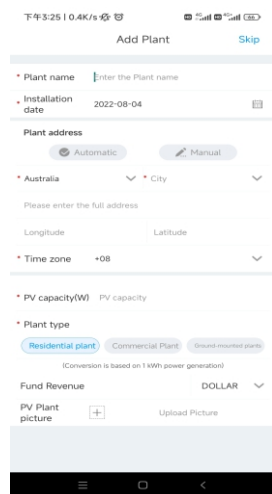 下午3:25 | 0.4K/s
Add Plant
Skip
* Plant name Enter the Plant name
* Installation date 2022-08-04
Plant address
Automatic Manual
* Australia * City
Please enter the full address
Longitude Latitude
* Time zone +08
* PV capacity(W) PV capacity
* Plant type
Residential plant Commercial Plant Ground-mounted plants
(Conversion is based on 1 kWh power generation)
Fund Revenue DOLLAR
PV Plant picture Upload Picture